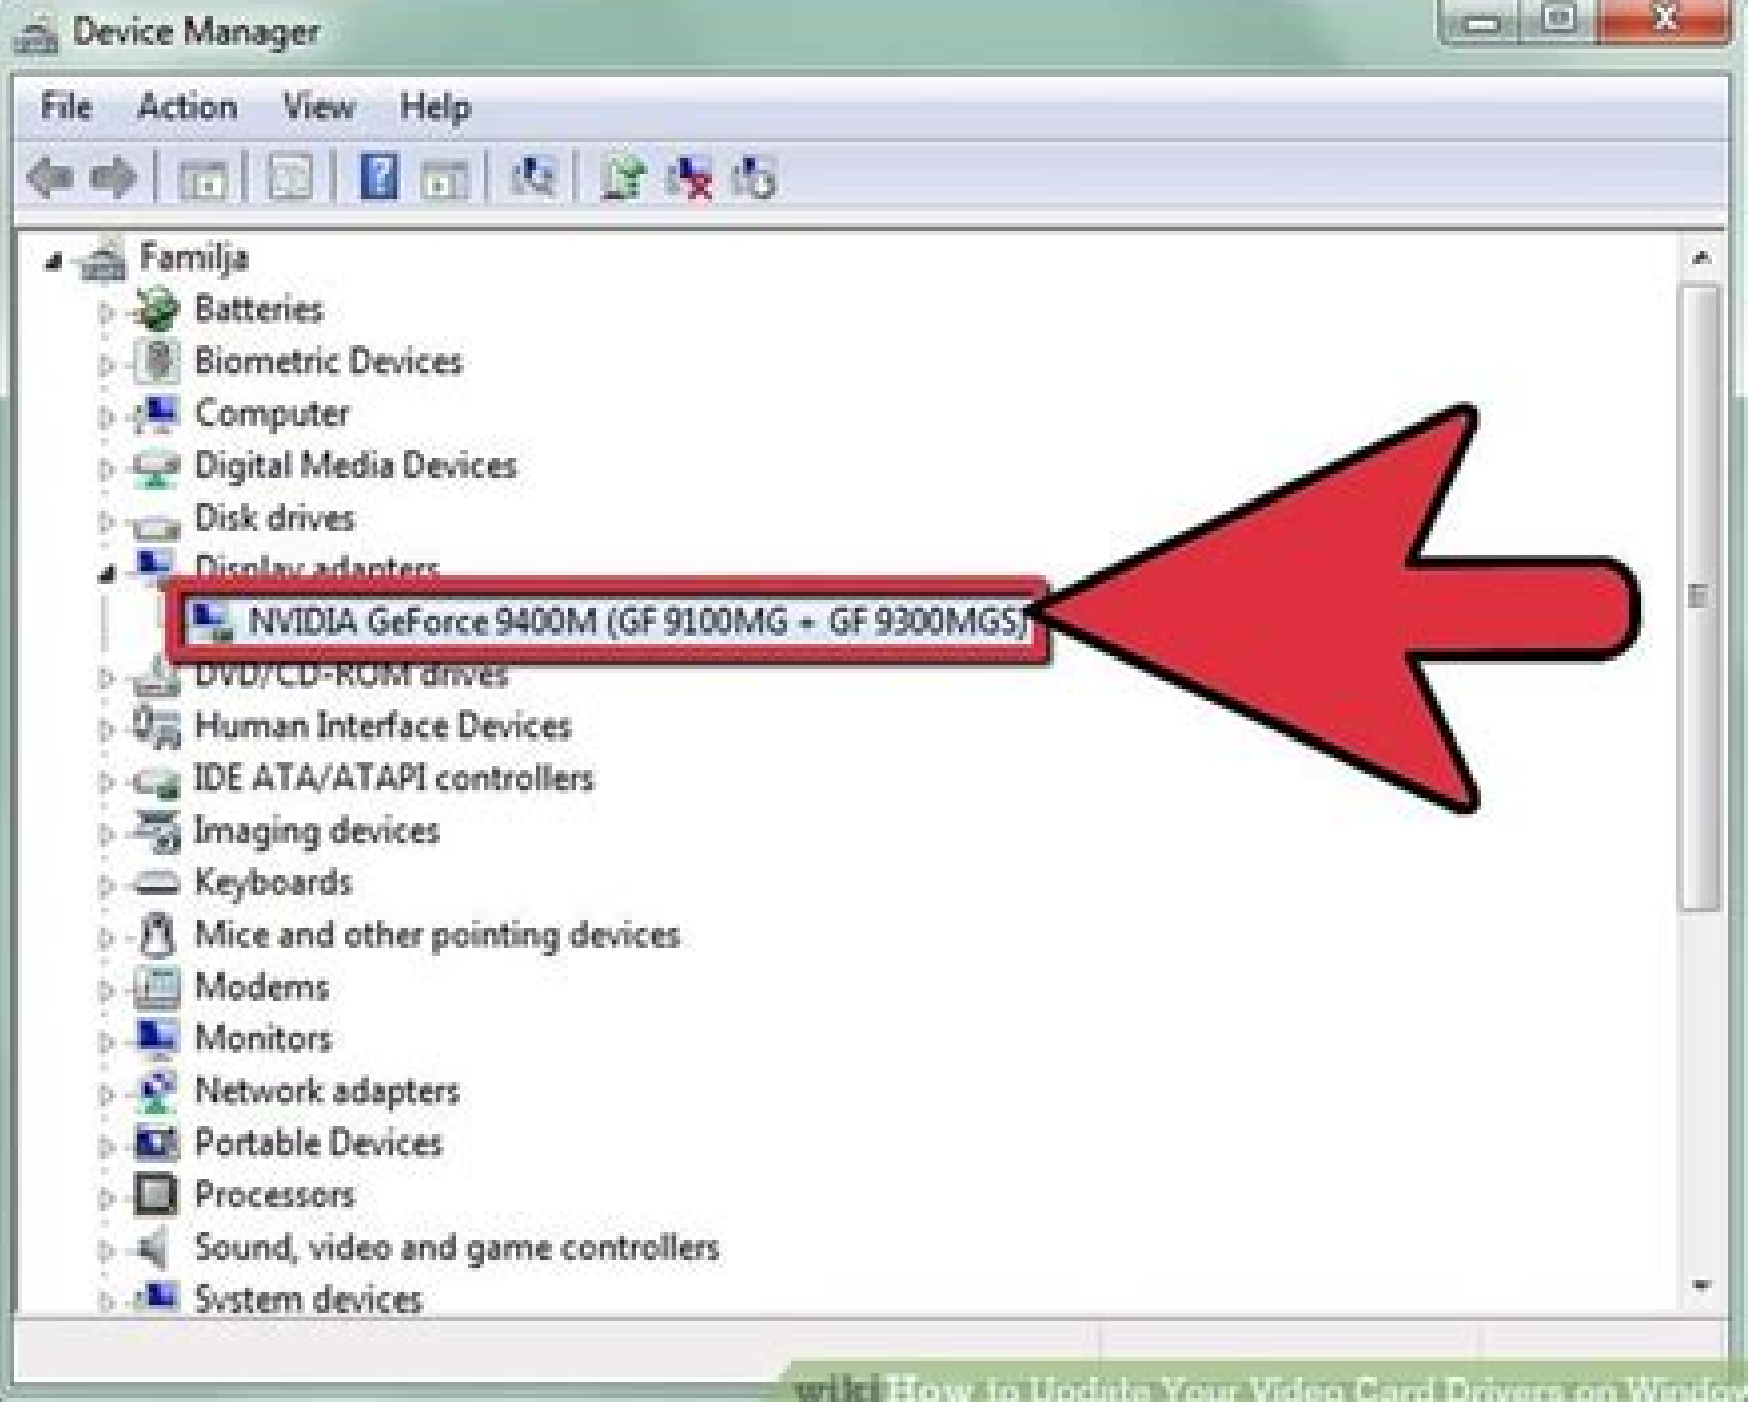 Device Manager
File Action View Help
Familja
Batteries
Biometric Devices
Computer
Digital Media Devices
Disk drives
Display adapters
NVIDIA GeForce 9400M (GF 9100MG + GF 9300MGS)
DVD/CD-ROM drives
Human Interface Devices
IDE ATA/ATAPI controllers
Imaging devices
Keyboards
Mice and other pointing devices
Modems
Monitors
Network adapters
Portable Devices
Processors
Sound, video and game controllers
System devices
wikiHow to Update Your Video Card Drivers on Window